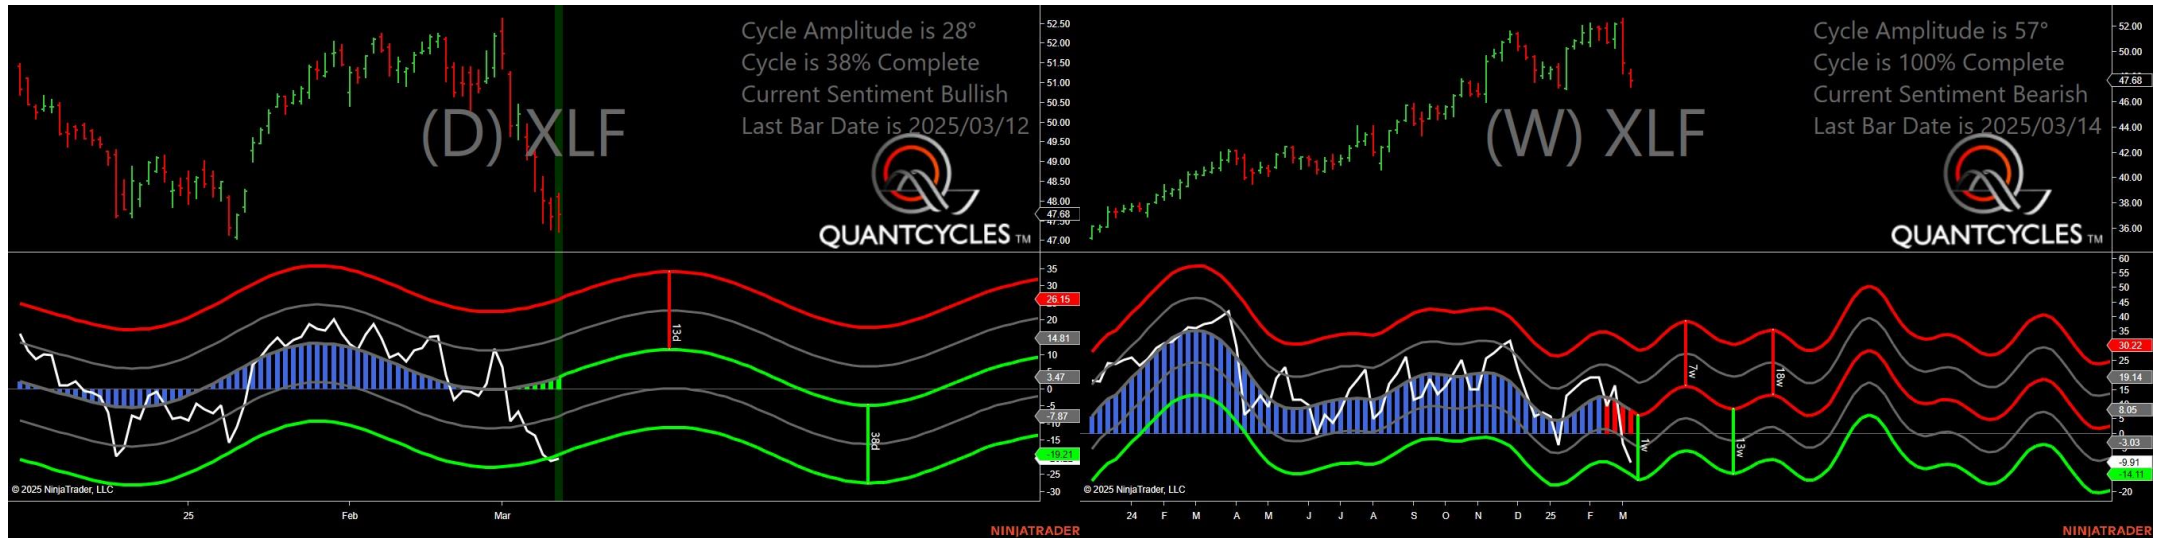 Cycle Amplitude is 28°
Cycle is 38% Complete
Current Sentiment Bullish
Last Bar Date is 2025/03/12
(D) XLF
QUANTCYCLES TM
52.50
52.00
51.50
51.00
50.50
50.00
49.50
49.00
48.50
48.00
47.68
47.00
35
30
26.15
20
14.81
10
3.47
0
-5
-7.87
-10
-15
-19.21
-25
-30
13d
38d
© 2025 NinjaTrader, LLC
25 Feb Mar
NINJATRADER
Cycle Amplitude is 57°
Cycle is 100% Complete
Current Sentiment Bearish
Last Bar Date is 2025/03/14
(W) XLF
QUANTCYCLES TM
52.00
50.00
47.68
46.00
44.00
42.00
40.00
38.00
36.00
60
55
50
45
40
35
30.22
25
19.14
15
8.05
5
0
-3.03
-9.91
-14.11
-20
1w
7w
13w
18w
© 2025 NinjaTrader, LLC
24 F M A M J J A S O N D 25 F M
NINJATRADER